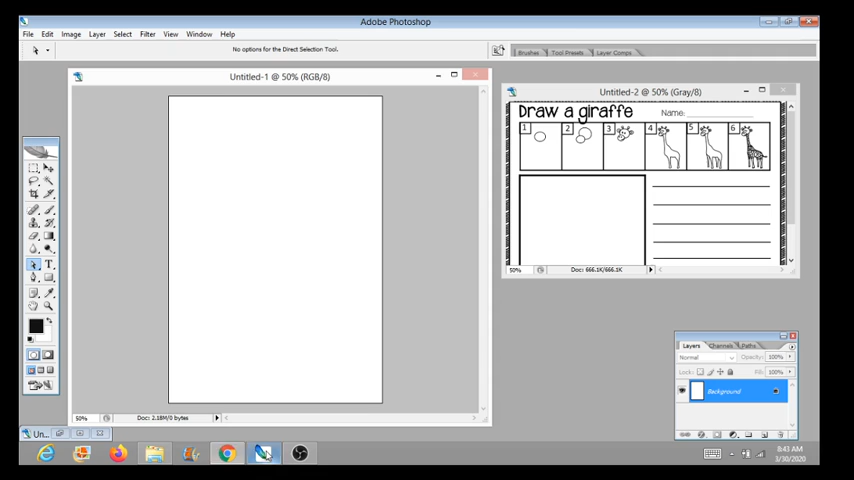 Adobe Photoshop
File Edit Image Layer Select Filter View Window Help
No options for the Direct Selection Tool.
Brushes Tool Presets Layer Comps
Untitled-1 @ 50% (RGB/8)
Untitled-2 @ 50% (Gray/8)
Draw a giraffe Name:
1 2 3 4 5 6
T
50% Doc: 666.1K/666.1K
Layers Channels Paths
Normal Opacity: 100%
Lock: Fill: 100%
Background
50% Doc: 2.18M/0 bytes
Un...
8:43 AM
3/30/2020